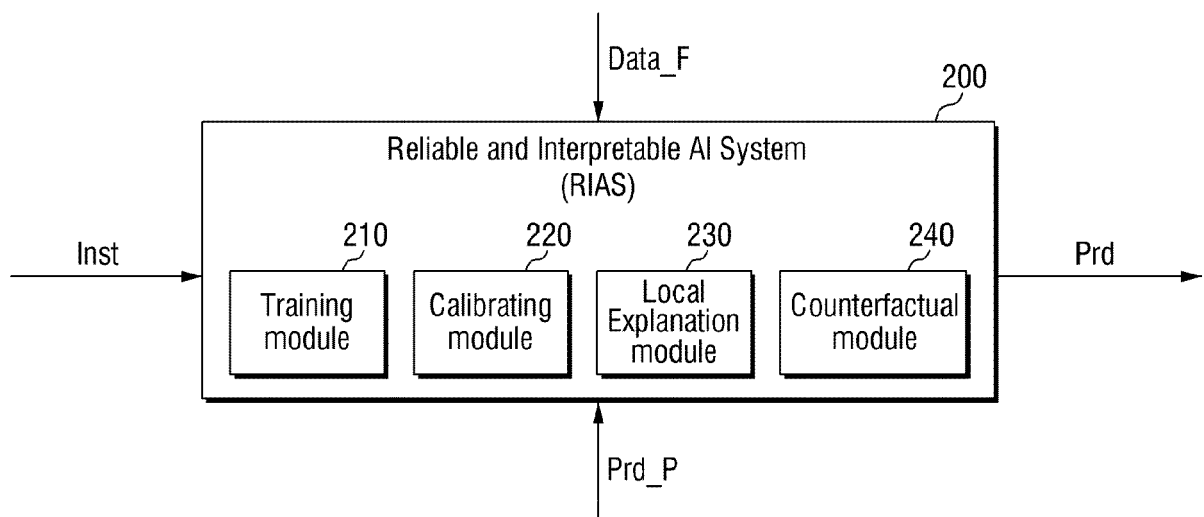 Data_F
200
Reliable and Interpretable AI System
(RIAS)
Inst
Prd
210
220
230
240
Training
module
Calibrating
module
Local
Explanation
module
Counterfactual
module
Prd_P